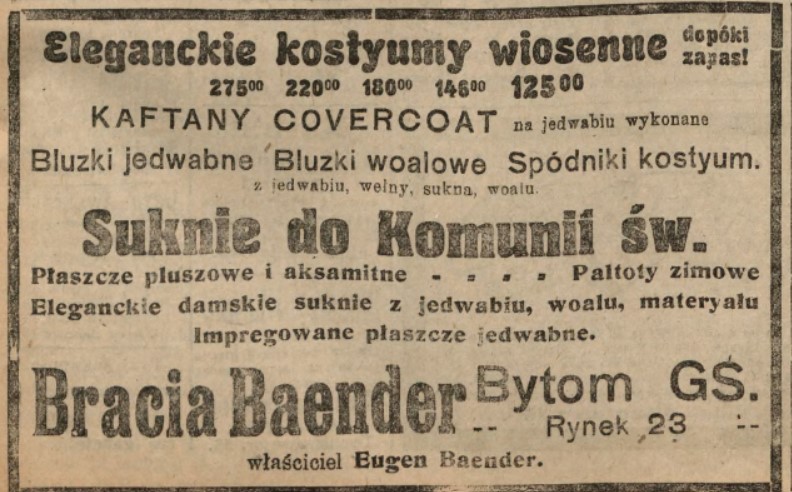 Eleganckie kostyumy wiosenne dopóki zapas!
275⁰⁰ 220⁰⁰ 180⁰⁰ 146⁰⁰ 125⁰⁰
KAFTANY COVERCOAT na jedwabiu wykonane
Bluzki jedwabne Bluzki woalowe Spódniki kostyum.
z jedwabiu, wełny, sukna, woalu.
Suknie do Komunii św.
Płaszcze pluszowe i aksamitne - - - - Paltoty zimowe
Eleganckie damskie suknie z jedwabiu, woalu, materyału
Impregowane płaszcze jedwabne.
Bracia Baender Bytom GŚ.
-- Rynek 23 --
właściciel Eugen Baender.